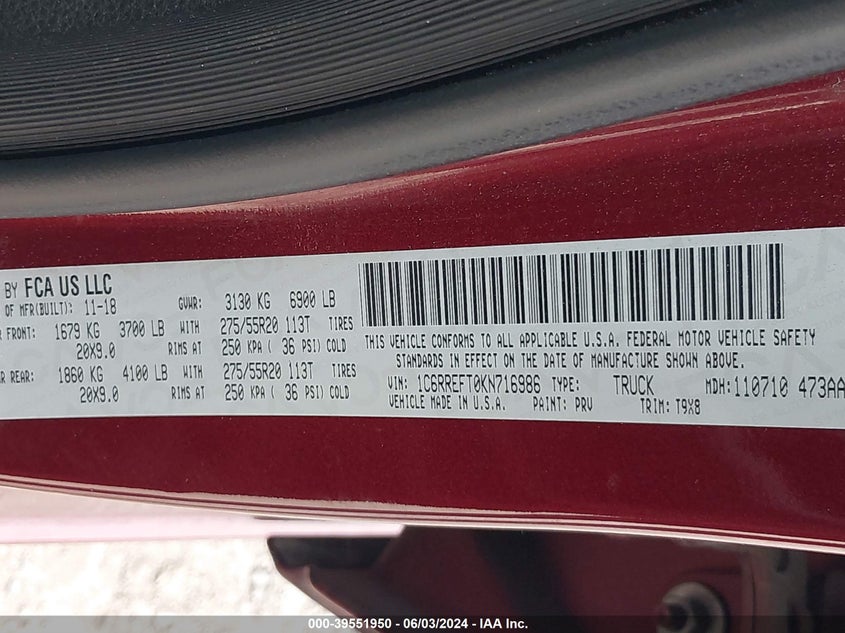 BY FCA US LLC
OF MFR(BUILT): 11-18 GVWR: 3130 KG 6900 LB
FRONT: 1679 KG 3700 LB WITH 275/55R20 113T TIRES
20X9.0 RIMS AT 250 KPA ( 36 PSI) COLD
REAR: 1860 KG 4100 LB WITH 275/55R20 113T TIRES
20X9.0 RIMS AT 250 KPA ( 36 PSI) COLD
THIS VEHICLE CONFORMS TO ALL APPLICABLE U.S.A. FEDERAL MOTOR VEHICLE SAFETY
STANDARDS IN EFFECT ON THE DATE OF MANUFACTURE SHOWN ABOVE.
VIN: 1C6RREFT0KN716986 TYPE: TRUCK MDH: 110710 473AA
VEHICLE MADE IN U.S.A. PAINT: PRV TRIM: T9X8
000-39551950 - 06/03/2024 - IAA Inc.